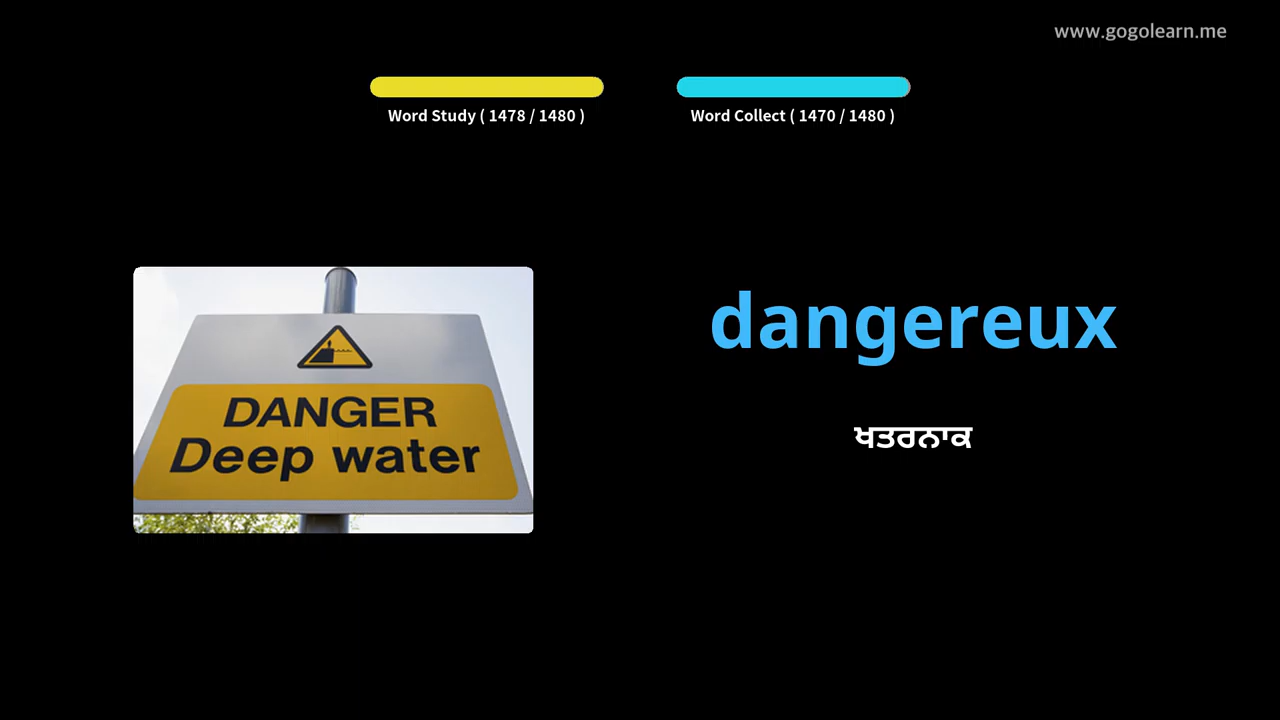 www.gogolearn.me
Word Study ( 1478 / 1480 )
Word Collect ( 1470 / 1480 )
DANGER
Deep water
dangereux
ਖਤਰਨਾਕ